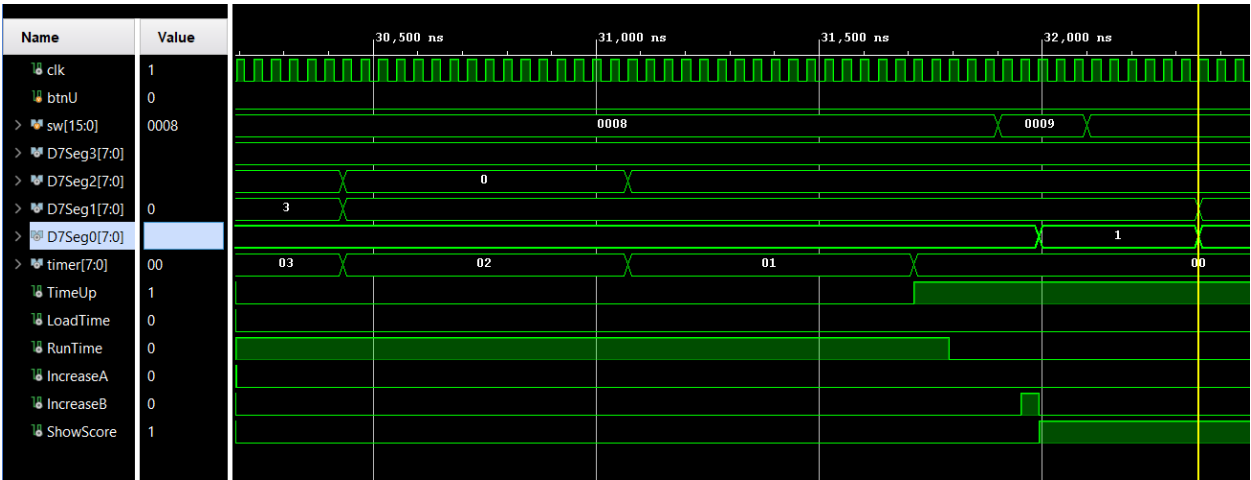 Name Value 30,500 ns 31,000 ns 31,500 ns 32,000 ns
clk 1
btnU 0
sw[15:0] 0008 0008 0009
D7Seg3[7:0]
D7Seg2[7:0] 0
D7Seg1[7:0] 0 3
D7Seg0[7:0] 1
timer[7:0] 00 03 02 01 00
TimeUp 1
LoadTime 0
RunTime 0
IncreaseA 0
IncreaseB 0
ShowScore 1